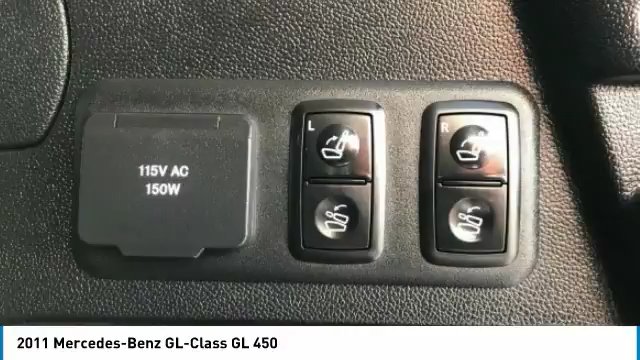 115V AC
150W
L
R
2011 Mercedes-Benz GL-Class GL 450